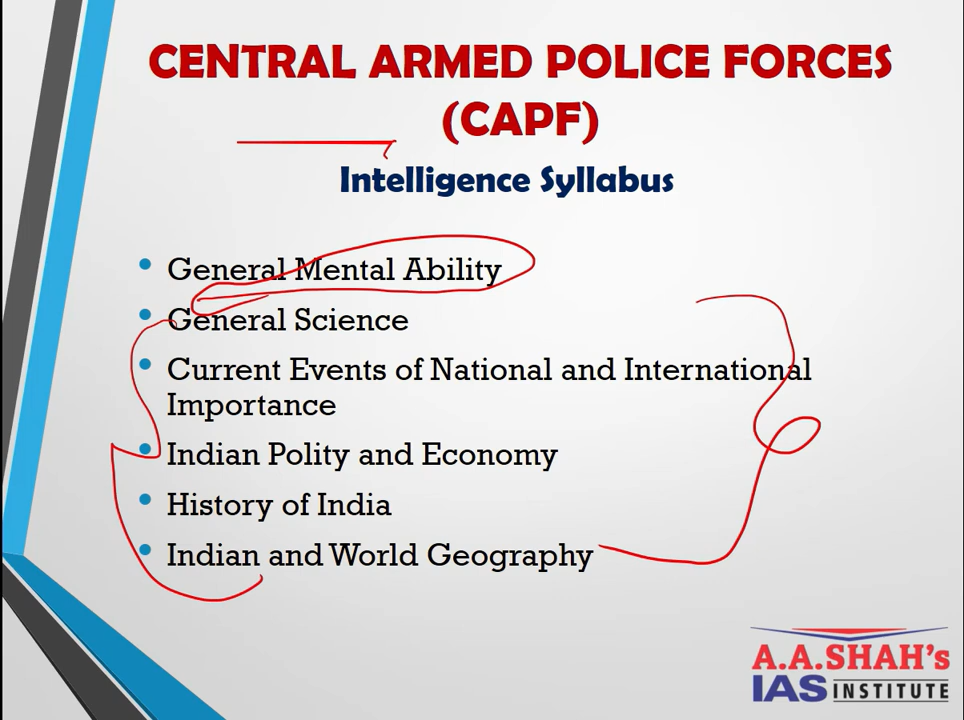 CENTRAL ARMED POLICE FORCES
(CAPF)
Intelligence Syllabus
• General Mental Ability
• General Science
• Current Events of National and International
Importance
• Indian Polity and Economy
• History of India
• Indian and World Geography
A.A.SHAH's
IAS INSTITUTE